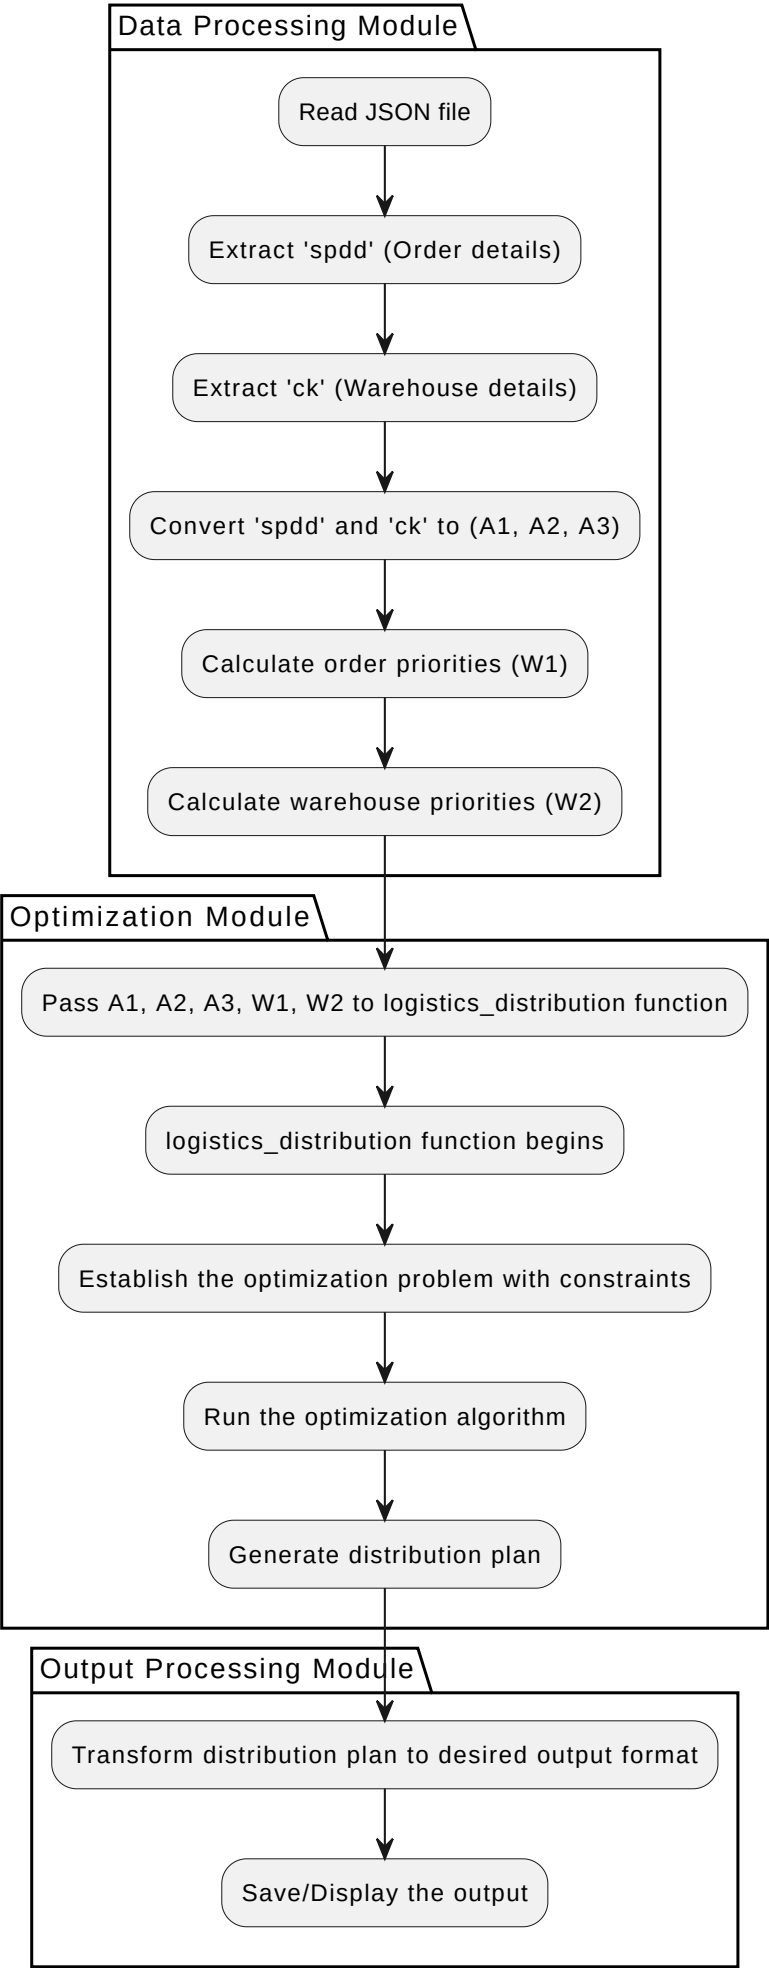 Data Processing Module
Read JSON file
Extract 'spdd' (Order details)
Extract 'ck' (Warehouse details)
Convert 'spdd' and 'ck' to (A1, A2, A3)
Calculate order priorities (W1)
Calculate warehouse priorities (W2)
Optimization Module
Pass A1, A2, A3, W1, W2 to logistics_distribution function
logistics_distribution function begins
Establish the optimization problem with constraints
Run the optimization algorithm
Generate distribution plan
Output Processing Module
Transform distribution plan to desired output format
Save/Display the output